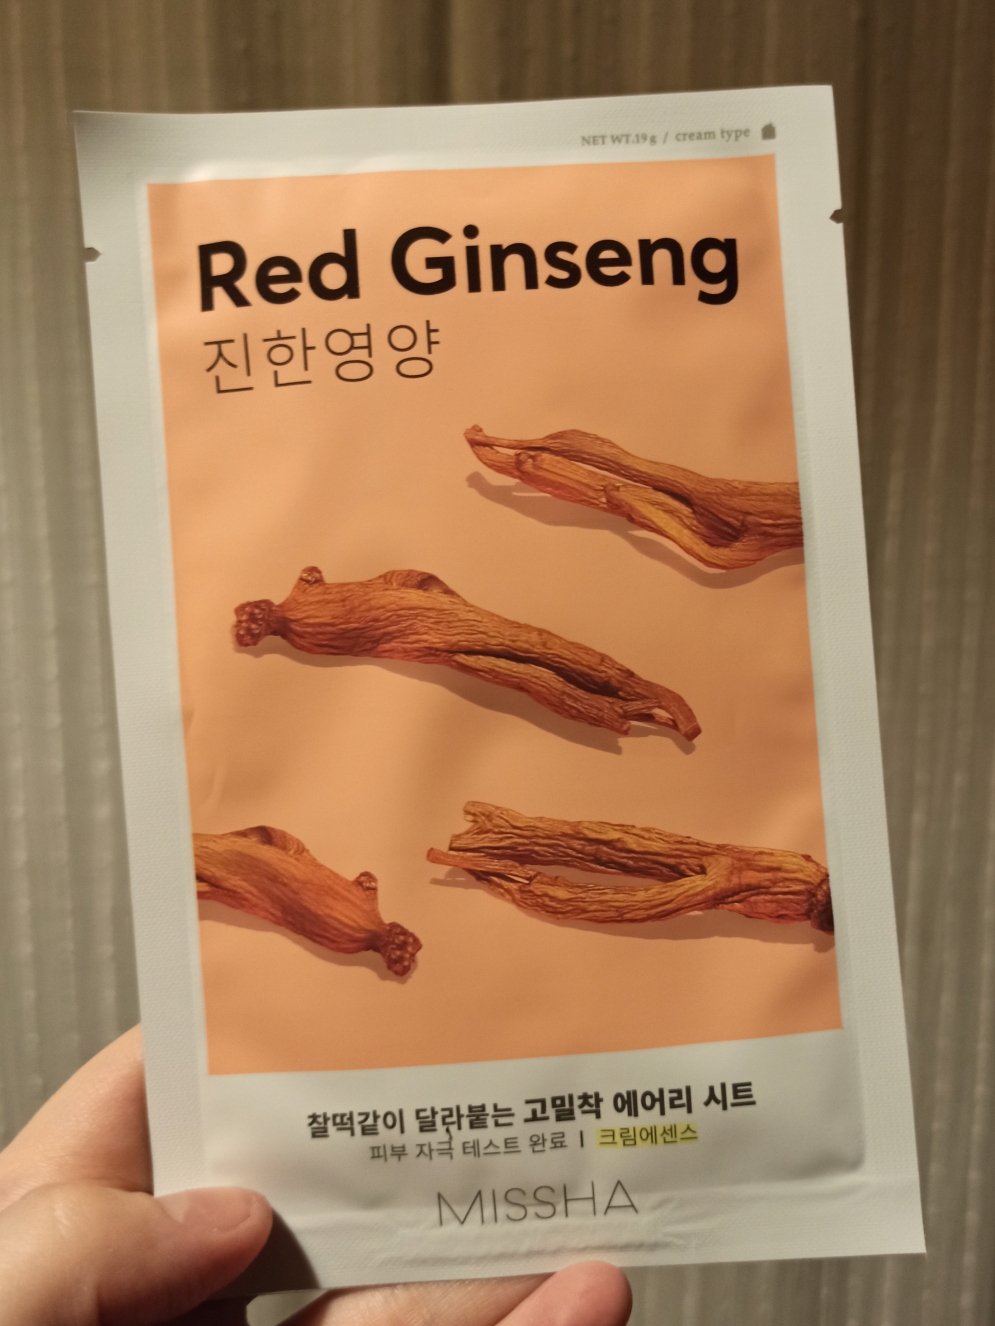 NET WT.19g / cream type
Red Ginseng
진한영양
찰떡같이 달라붙는 고밀착 에어리 시트
피부 자극 테스트 완료 | 크림에센스
MISSHA